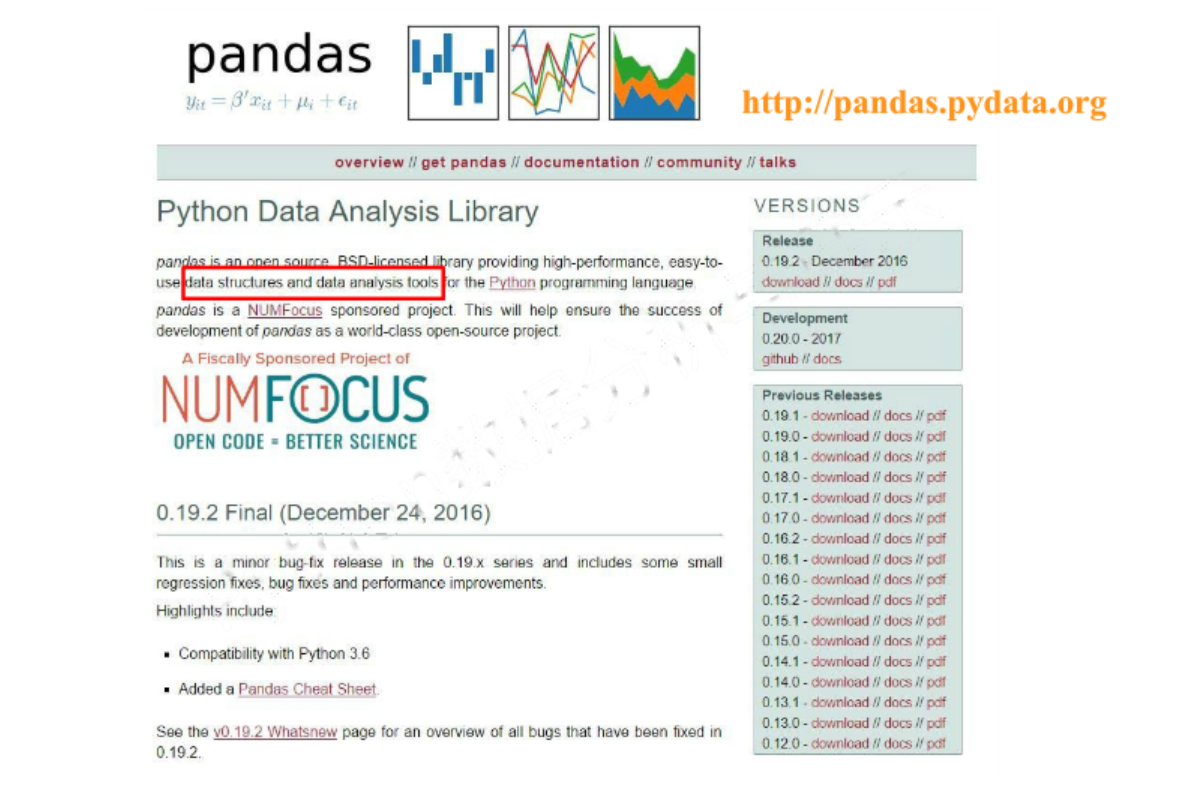 pandas
y_it = β′x_it + μ_i + ϵ_it
http://pandas.pydata.org
overview // get pandas // documentation // community // talks
Python Data Analysis Library
pandas is an open source, BSD-licensed library providing high-performance, easy-to-
use data structures and data analysis tools for the Python programming language.
pandas is a NUMFocus sponsored project. This will help ensure the success of
development of pandas as a world-class open-source project.
A Fiscally Sponsored Project of
NUMFOCUS
OPEN CODE = BETTER SCIENCE
0.19.2 Final (December 24, 2016)
This is a minor bug-fix release in the 0.19.x series and includes some small
regression fixes, bug fixes and performance improvements.
Highlights include:
Compatibility with Python 3.6
Added a Pandas Cheat Sheet.
See the v0.19.2 Whatsnew page for an overview of all bugs that have been fixed in
0.19.2.
VERSIONS
Release
0.19.2 - December 2016
download // docs // pdf
Development
0.20.0 - 2017
github // docs
Previous Releases
0.19.1 - download // docs // pdf
0.19.0 - download // docs // pdf
0.18.1 - download // docs // pdf
0.18.0 - download // docs // pdf
0.17.1 - download // docs // pdf
0.17.0 - download // docs // pdf
0.16.2 - download // docs // pdf
0.16.1 - download // docs // pdf
0.16.0 - download // docs // pdf
0.15.2 - download // docs // pdf
0.15.1 - download // docs // pdf
0.15.0 - download // docs // pdf
0.14.1 - download // docs // pdf
0.14.0 - download // docs // pdf
0.13.1 - download // docs // pdf
0.13.0 - download // docs // pdf
0.12.0 - download // docs // pdf